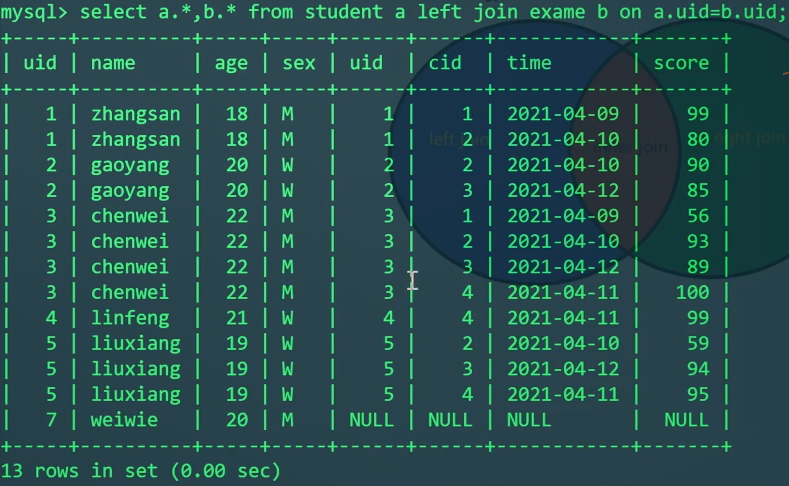 mysql> select a.*,b.* from student a left join exame b on a.uid=b.uid;
+-----+-----------+-----+-----+------+------+------------+-------+
| uid | name | age | sex | uid | cid | time | score |
+-----+-----------+-----+-----+------+------+------------+-------+
| 1 | zhangsan | 18 | M | 1 | 1 | 2021-04-09 | 99 |
| 1 | zhangsan | 18 | M | 1 | 2 | 2021-04-10 | 80 |
| 2 | gaoyang | 20 | W | 2 | 2 | 2021-04-10 | 90 |
| 2 | gaoyang | 20 | W | 2 | 3 | 2021-04-12 | 85 |
| 3 | chenwei | 22 | M | 3 | 1 | 2021-04-09 | 56 |
| 3 | chenwei | 22 | M | 3 | 2 | 2021-04-10 | 93 |
| 3 | chenwei | 22 | M | 3 | 3 | 2021-04-12 | 89 |
| 3 | chenwei | 22 | M | 3 | 4 | 2021-04-11 | 100 |
| 4 | linfeng | 21 | W | 4 | 4 | 2021-04-11 | 99 |
| 5 | liuxiang | 19 | W | 5 | 2 | 2021-04-10 | 59 |
| 5 | liuxiang | 19 | W | 5 | 3 | 2021-04-12 | 94 |
| 5 | liuxiang | 19 | W | 5 | 4 | 2021-04-11 | 95 |
| 7 | weiwie | 20 | M | NULL | NULL | NULL | NULL |
+-----+-----------+-----+-----+------+------+------------+-------+
13 rows in set (0.00 sec)
left join
join
right join